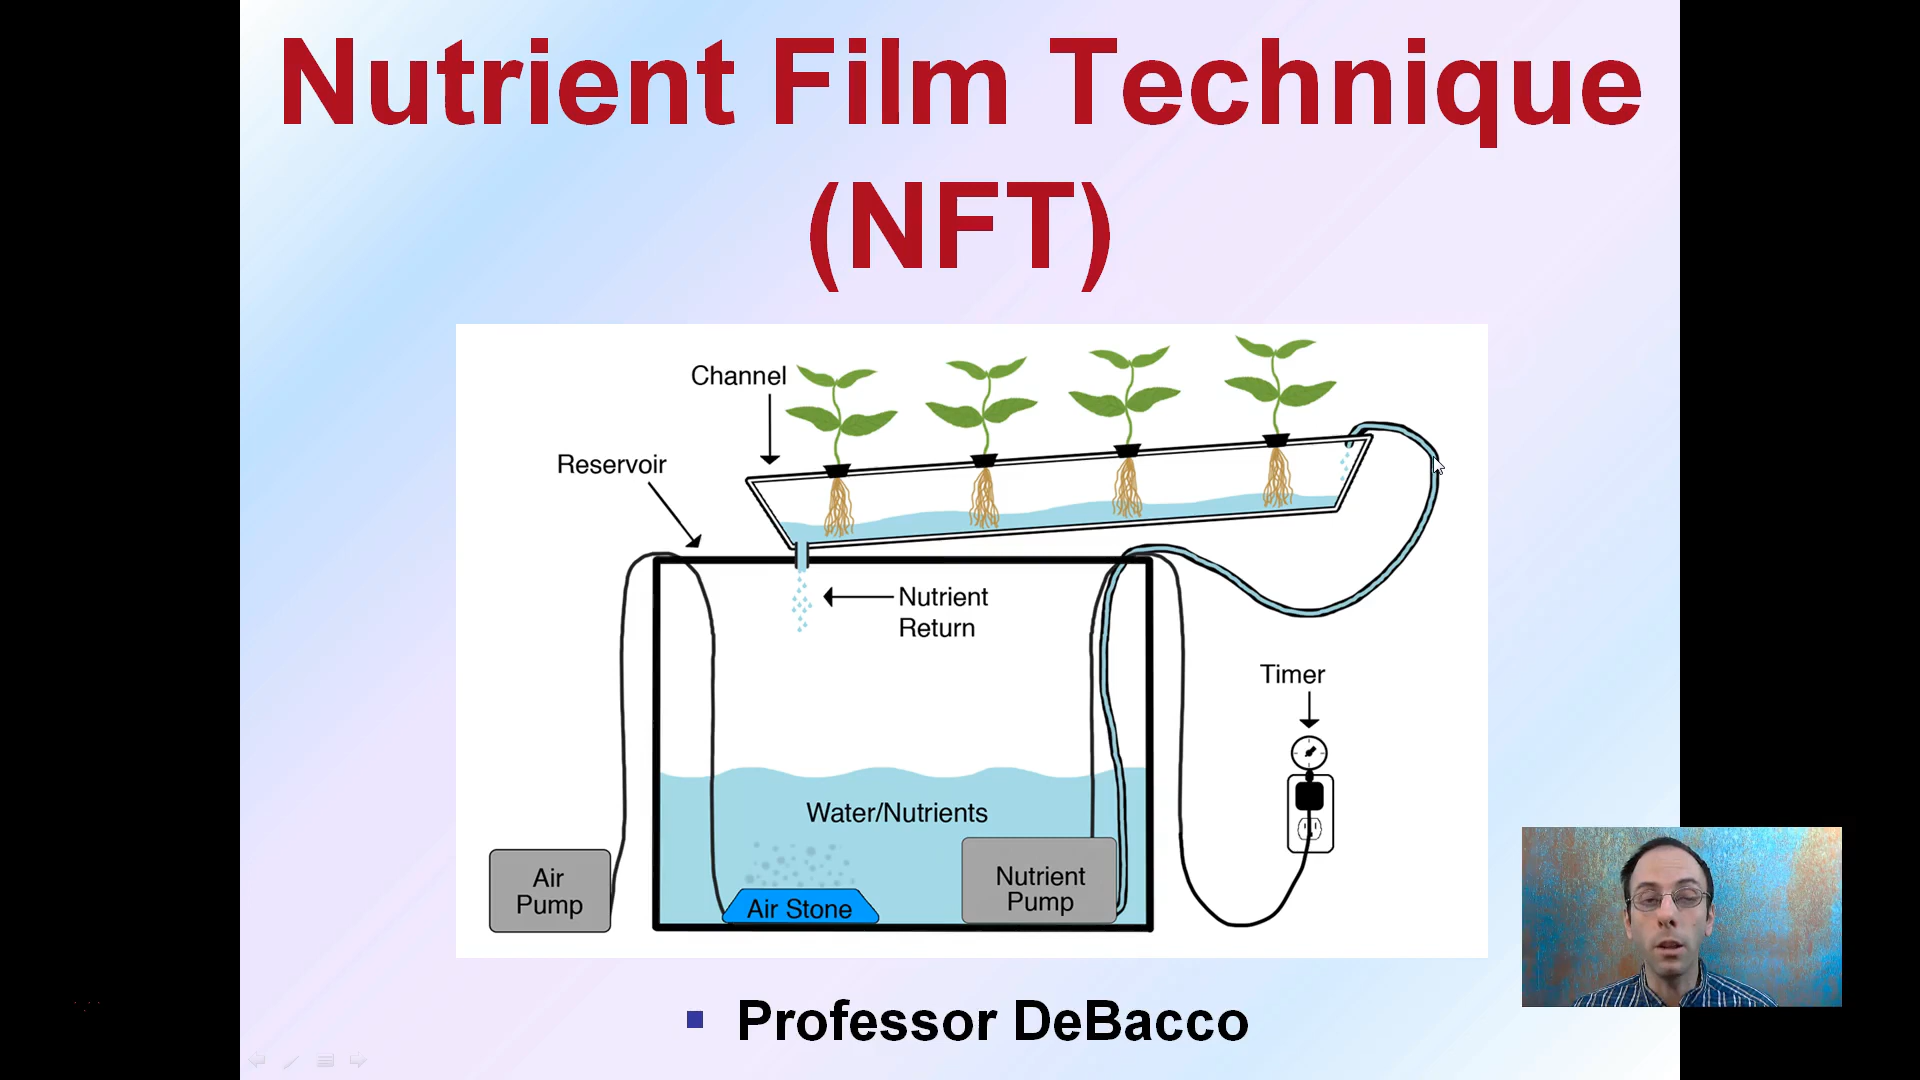 Nutrient Film Technique
(NFT)
Channel
Reservoir
Nutrient
Return
Timer
Water/Nutrients
Air
Pump
Air Stone
Nutrient
Pump
Professor DeBacco